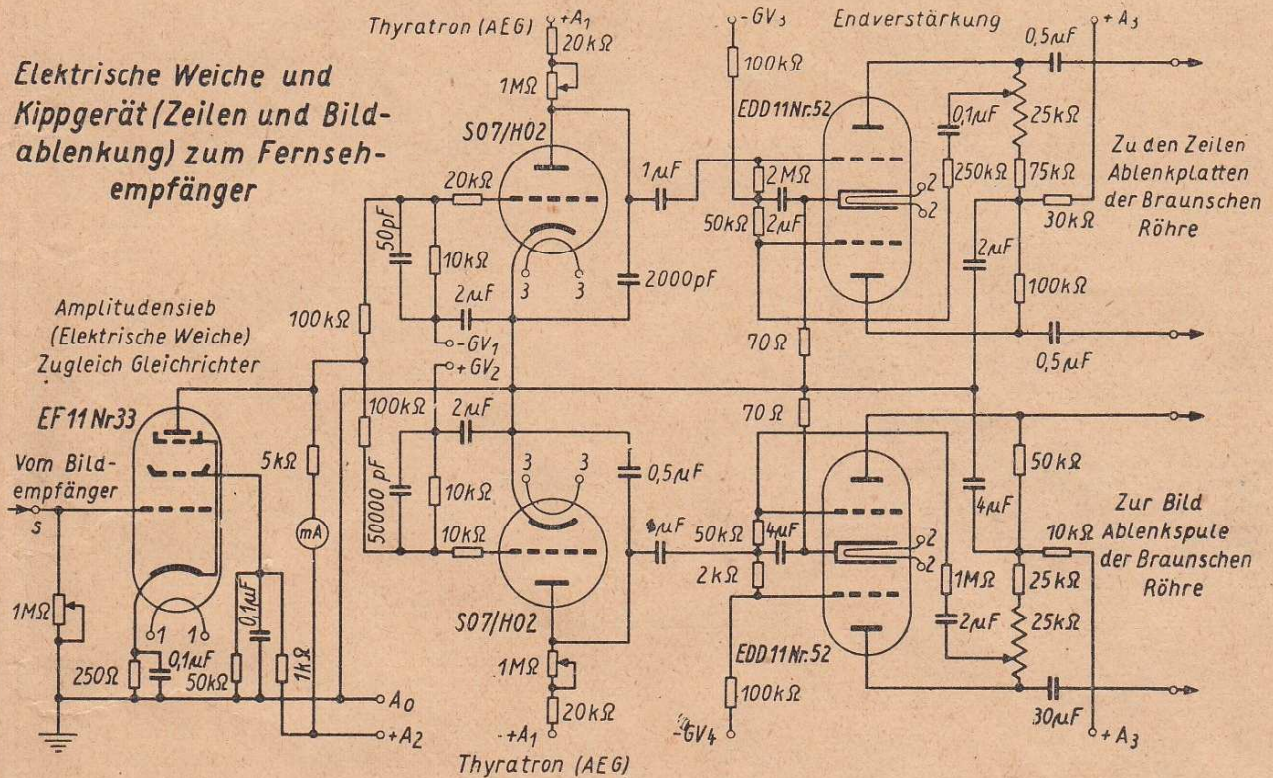 Elektrische Weiche und
Kippgerät (Zeilen und Bild-
ablenkung) zum Fernseh-
empfänger
Thyratron (AEG)
+A1
20kΩ
1MΩ
S07/H02
20kΩ
50pF
10kΩ
2µF
3 3
-GV1
+GV2
1µF
2000pF
-GV3
100kΩ
Endverstärkung
EDD11Nr.52
2MΩ
50kΩ
2µF
2
2
0,1µF
250kΩ
0,5µF
+A3
25kΩ
75kΩ
30kΩ
2µF
100kΩ
0,5µF
Zu den Zeilen
Ablenkplatten
der Braunschen
Röhre
70Ω
70Ω
Amplitudensieb
(Elektrische Weiche)
Zugleich Gleichrichter
EF11Nr33
Vom Bild-
empfänger
s
1MΩ
1 1
250Ω
0,1µF
50kΩ
0,1µF
1kΩ
5kΩ
mA
100kΩ
100kΩ
A0
+A2
2µF
50000pF
10kΩ
10kΩ
3 3
S07/H02
0,5µF
1MΩ
20kΩ
+A1
Thyratron (AEG)
µF
50kΩ
4µF
2kΩ
2
2
EDD11Nr.52
100kΩ
-GV4
1MΩ
2µF
50kΩ
4µF
10kΩ
25kΩ
25kΩ
30µF
+A3
Zur Bild
Ablenkspule
der Braunschen
Röhre